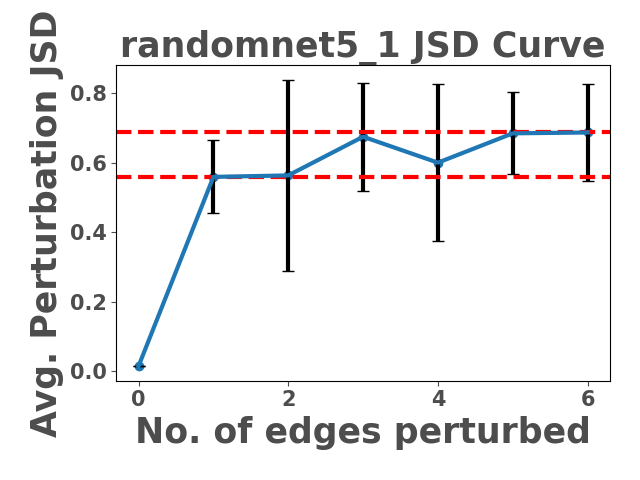 randomnet5_1 JSD Curve
Avg. Perturbation JSD
0.8
0.6
0.4
0.2
0.0
0 2 4 6
No. of edges perturbed